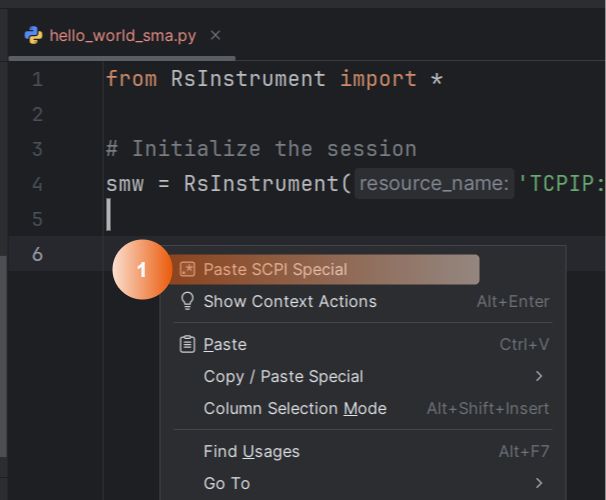 hello_world_sma.py ×
1 from RsInstrument import *
2
3 # Initialize the session
4 smw = RsInstrument( resource_name: 'TCPIP:
5
6
1 Paste SCPI Special
Show Context Actions Alt+Enter
Paste Ctrl+V
Copy / Paste Special >
Column Selection Mode Alt+Shift+Insert
Find Usages Alt+F7
Go To >